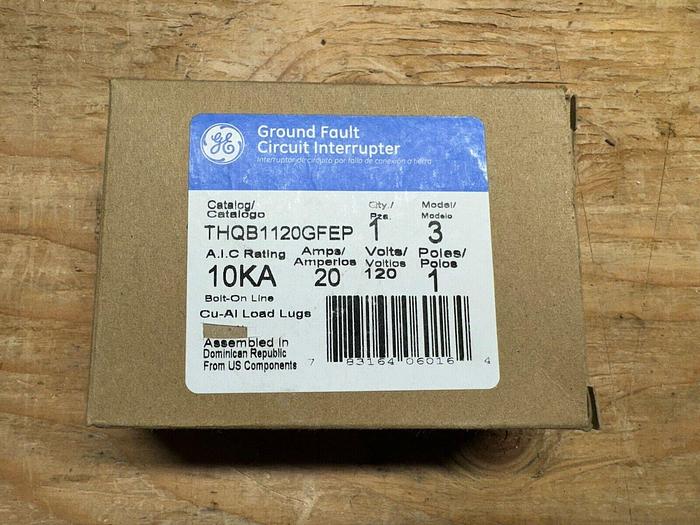 GE
Ground Fault
Circuit Interrupter
Interruptor de circuito por fallo de conexión a tierra
Catalog/ Qty./ Model/
Catalogo Pza. Modelo
THQB1120GFEP 1 3
A.I.C Rating Amps/ Volts/ Poles/
Amperios Voltios Polos
10KA 20 120 1
Bolt-On Line
Cu-Al Load Lugs
Assembled in
Dominican Republic
From US Components
7 83164 06016 4